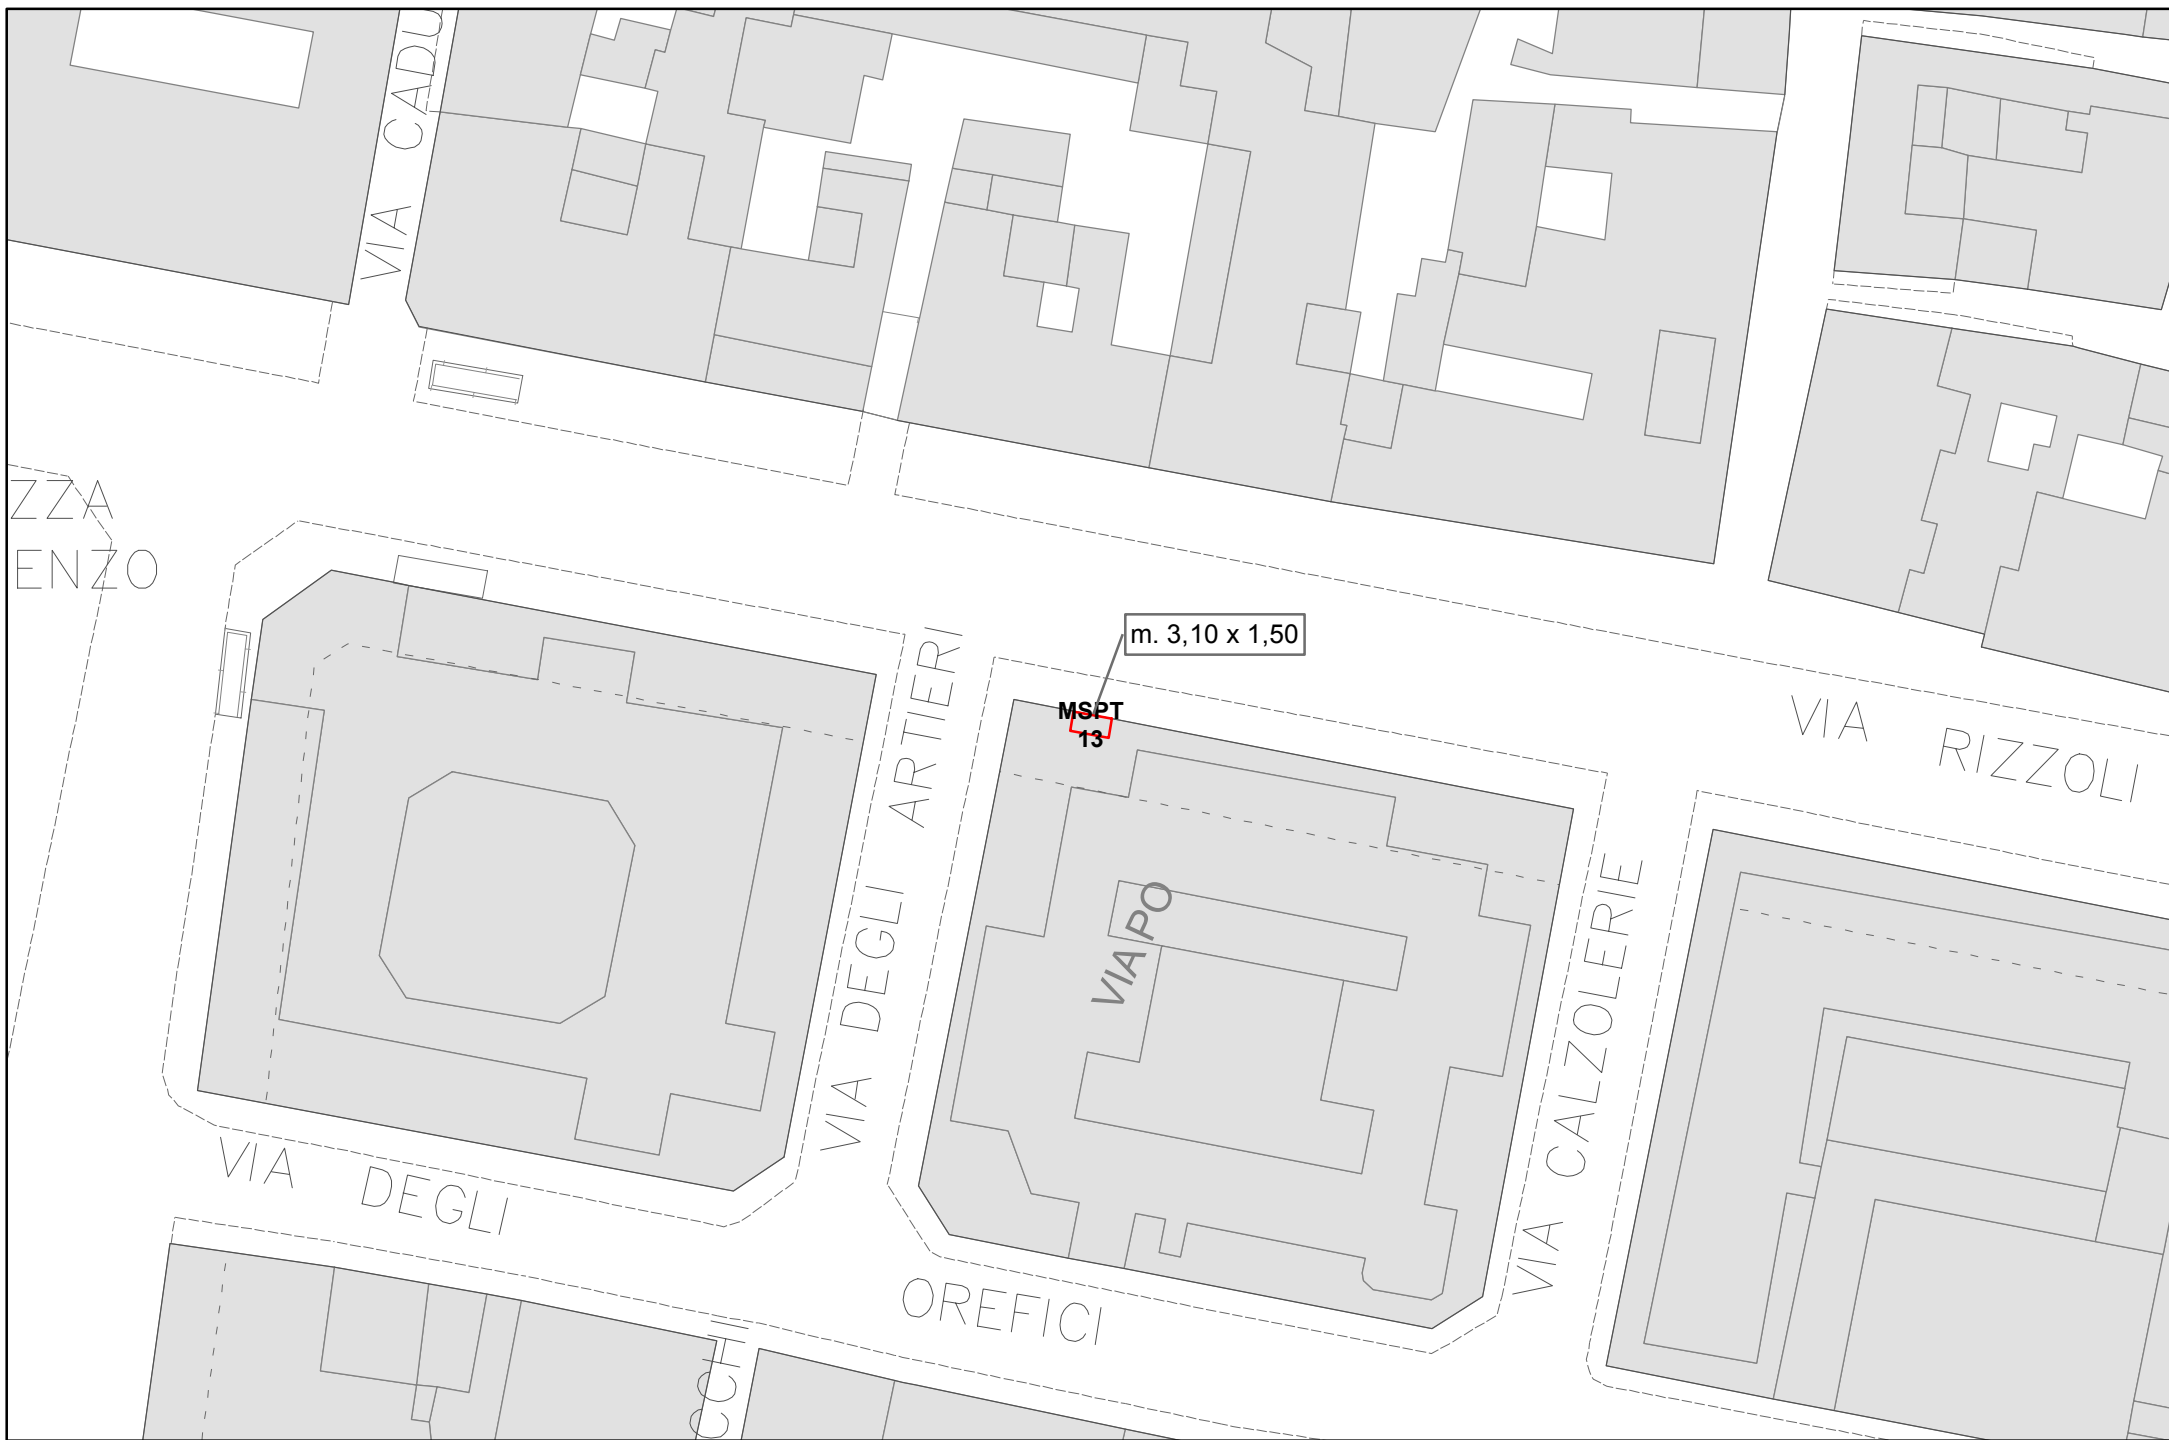 VIA CADU
ZZA
ENZO
m. 3,10 x 1,50
MSPT
13
VIA RIZZOLI
VIA DEGLI ARTIERI
VIA PO
VIA CALZOLERIE
VIA DEGLI OREFICI
CCHI